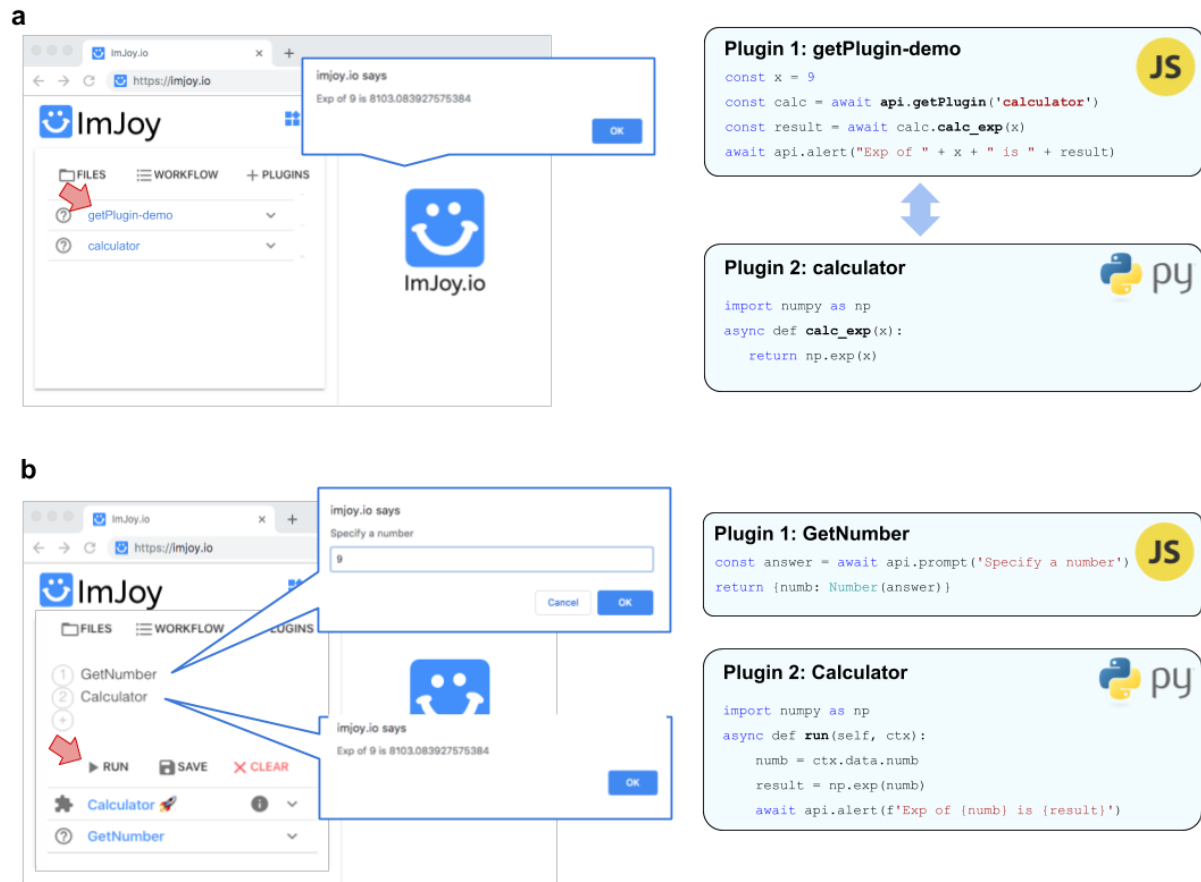 a
ImJoy.io × +
https://imjoy.io
ImJoy
imjoy.io says
Exp of 9 is 8103.083927575384
OK
FILES WORKFLOW + PLUGINS
? getPlugin-demo
? calculator
ImJoy.io
Plugin 1: getPlugin-demo
JS
const x = 9
const calc = await api.getPlugin('calculator')
const result = await calc.calc_exp(x)
await api.alert("Exp of " + x + " is " + result)
Plugin 2: calculator
py
import numpy as np
async def calc_exp(x):
return np.exp(x)
b
ImJoy.io × +
https://imjoy.io
ImJoy
imjoy.io says
Specify a number
9
Cancel OK
FILES WORKFLOW LUGINS
1 GetNumber
2 Calculator
+
RUN SAVE X CLEAR
Calculator 🚀
? GetNumber
imjoy.io says
Exp of 9 is 8103.083927575384
OK
Plugin 1: GetNumber
JS
const answer = await api.prompt('Specify a number')
return {numb: Number(answer)}
Plugin 2: Calculator
py
import numpy as np
async def run(self, ctx):
numb = ctx.data.numb
result = np.exp(numb)
await api.alert(f'Exp of {numb} is {result}')